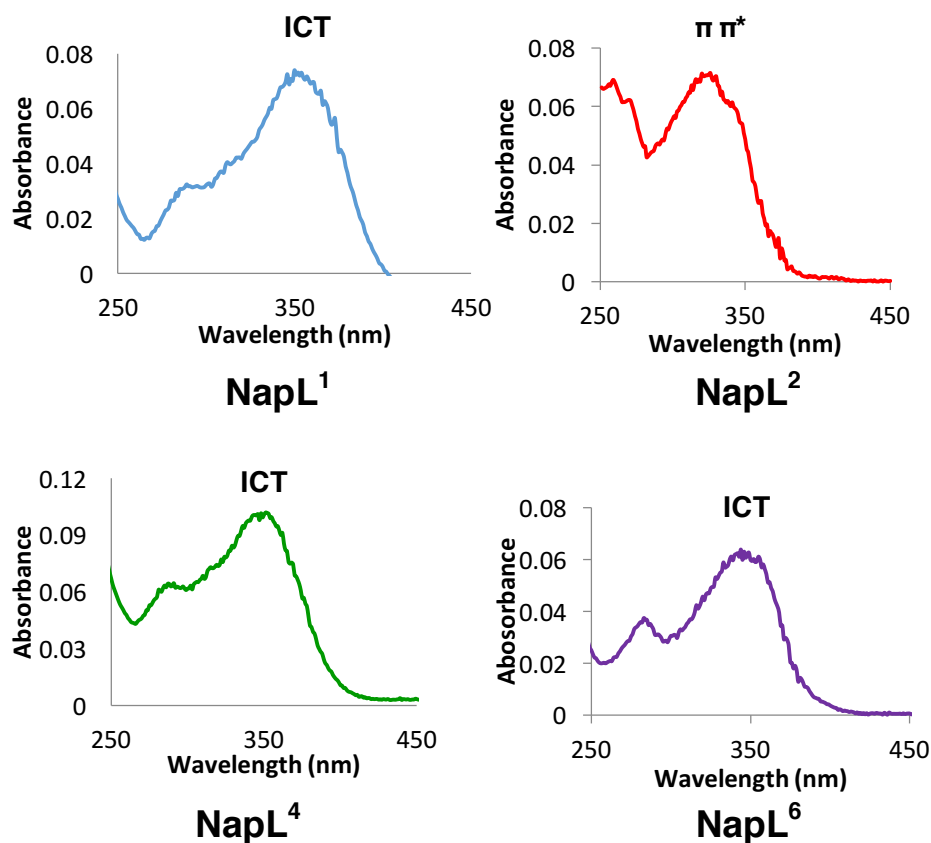 ICT
0.08
0.06
0.04
0.02
0
Absorbance
250 350 450
Wavelength (nm)
NapL¹
π π*
0.08
0.06
0.04
0.02
0
Absorbance
250 350 450
Wavelength (nm)
NapL²
ICT
0.12
0.09
0.06
0.03
0
Absorbance
250 350 450
Wavelength (nm)
NapL⁴
ICT
0.08
0.06
0.04
0.02
0
Abosorbance
250 350 450
Wavelength (nm)
NapL⁶